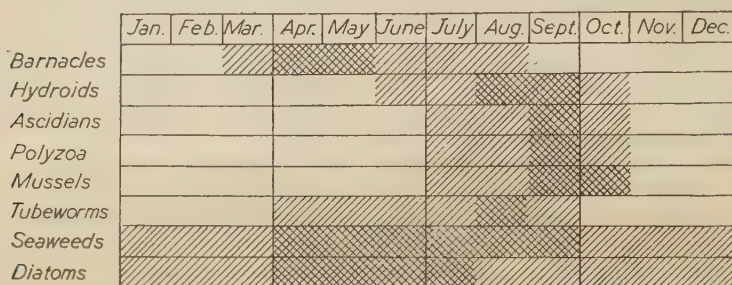 Jan. Feb. Mar. Apr. May June July Aug. Sept. Oct. Nov. Dec.
Barnacles
Hydroids
Ascidians
Polyzoa
Mussels
Tubeworms
Seaweeds
Diatoms